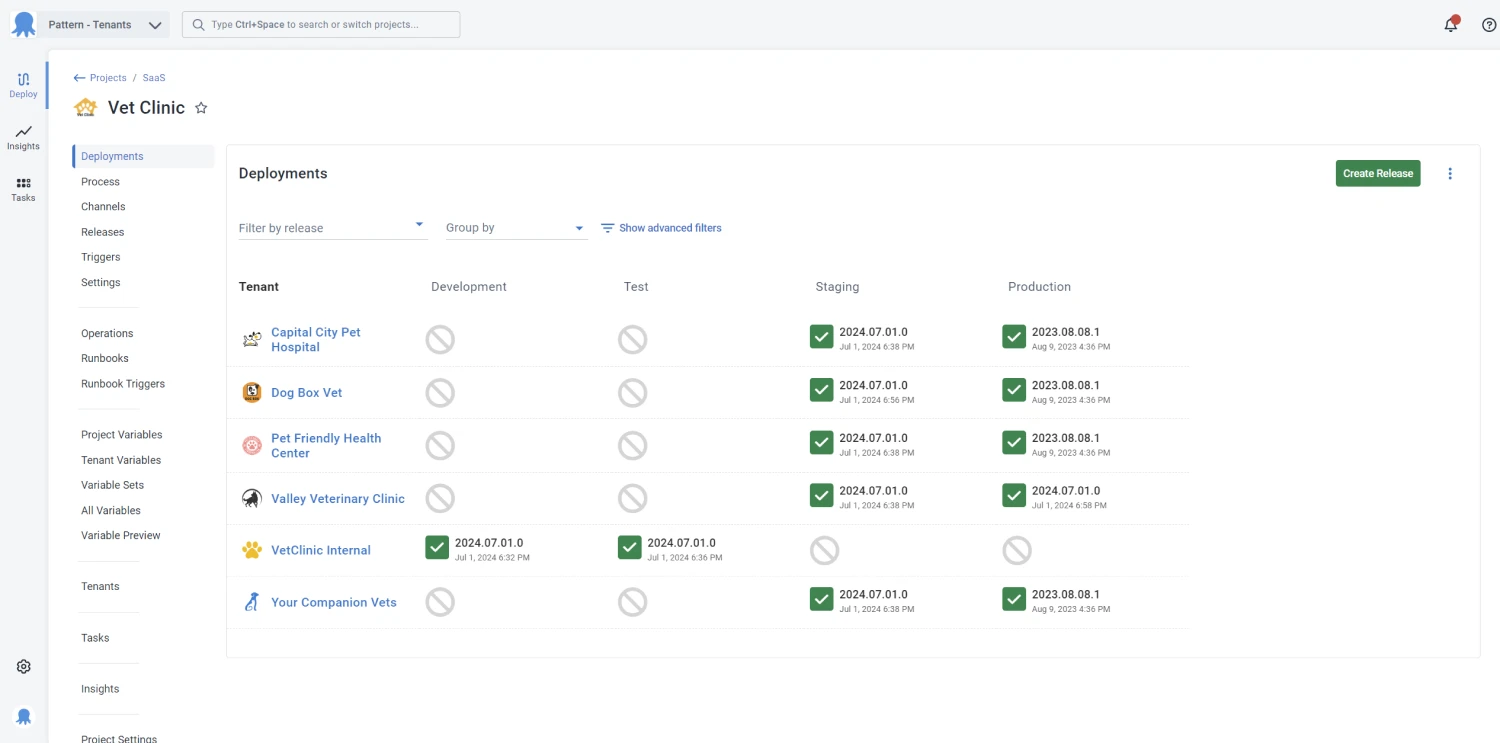 Pattern - Tenants
Type Ctrl+Space to search or switch projects...
Deploy
Insights
Tasks
Projects / SaaS
Vet Clinic
Deployments
Process
Channels
Releases
Triggers
Settings
Operations
Runbooks
Runbook Triggers
Project Variables
Tenant Variables
Variable Sets
All Variables
Variable Preview
Tenants
Tasks
Insights
Project Settings
Deployments
Create Release
Filter by release
Group by
Show advanced filters
Tenant Development Test Staging Production
Capital City Pet
Hospital
2024.07.01.0
Jul 1, 2024 6:38 PM
2023.08.08.1
Aug 9, 2023 4:36 PM
Dog Box Vet
2024.07.01.0
Jul 1, 2024 6:56 PM
2023.08.08.1
Aug 9, 2023 4:36 PM
Pet Friendly Health
Center
2024.07.01.0
Jul 1, 2024 6:38 PM
2023.08.08.1
Aug 9, 2023 4:36 PM
Valley Veterinary Clinic
2024.07.01.0
Jul 1, 2024 6:38 PM
2024.07.01.0
Jul 1, 2024 6:58 PM
VetClinic Internal
2024.07.01.0
Jul 1, 2024 6:32 PM
2024.07.01.0
Jul 1, 2024 6:36 PM
Your Companion Vets
2024.07.01.0
Jul 1, 2024 6:38 PM
2023.08.08.1
Aug 9, 2023 4:36 PM